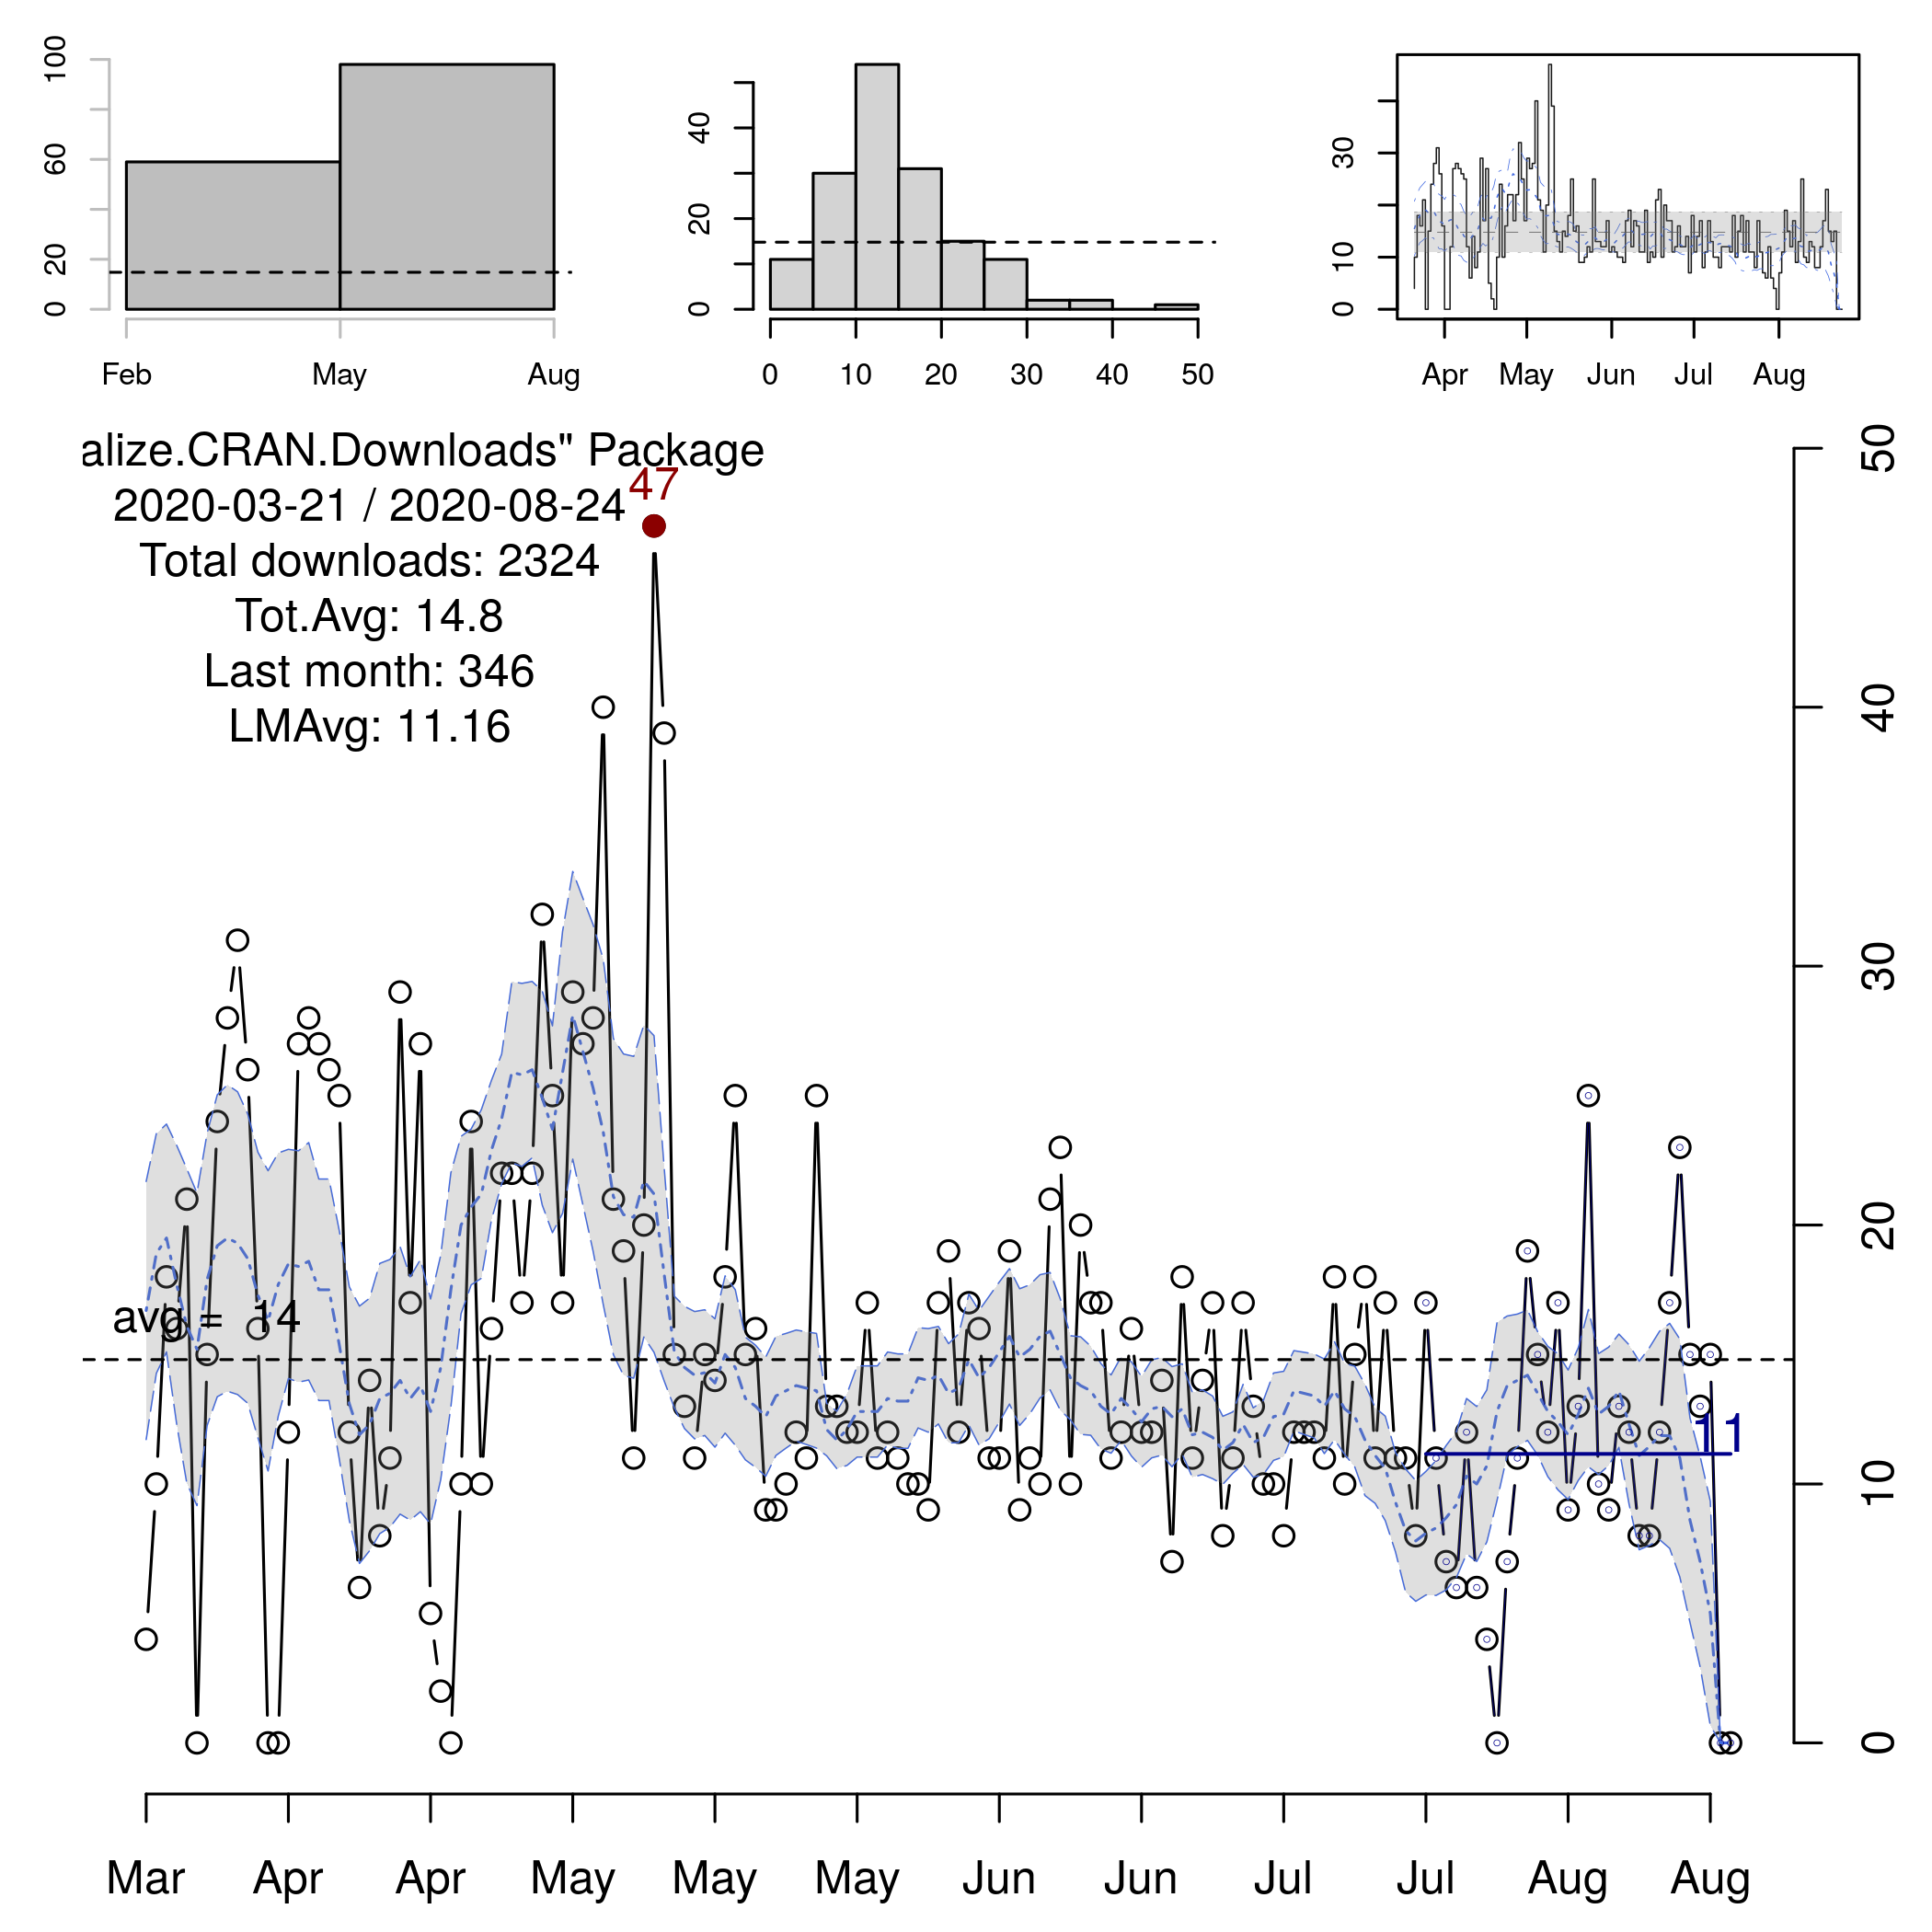 100
60
20
0
Feb May Aug
40
20
0
0 10 20 30 40 50
30
10
0
Apr May Jun Jul Aug
alize.CRAN.Downloads" Package
2020-03-21 / 2020-08-24
Total downloads: 2324
Tot.Avg: 14.8
Last month: 346
LMAvg: 11.16
47
avg = 14
11
50
40
30
20
10
0
Mar Apr Apr May May May Jun Jun Jul Jul Aug Aug